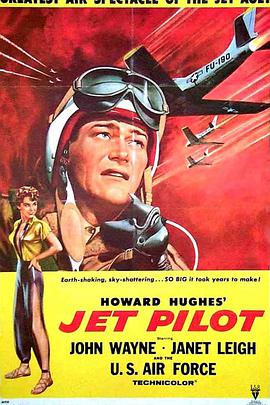 GREATEST AIR SPECTACLE OF THE JET AGE
FU-190
Earth-shaking, sky-shattering...SO BIG it took years to make!
HOWARD HUGHES'
JET PILOT
Starring
JOHN WAYNE · JANET LEIGH
AND THE
U.S. AIR FORCE
TECHNICOLOR